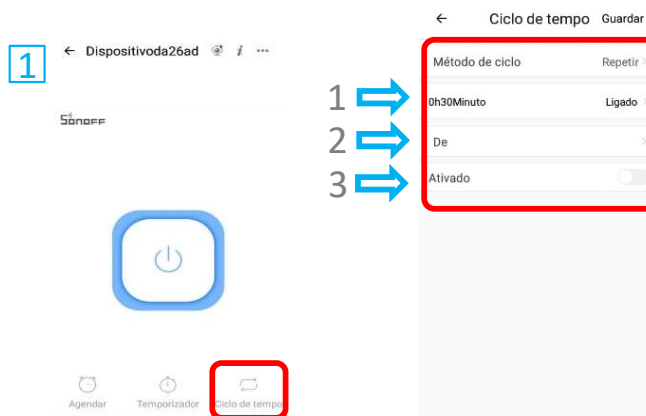 1
← Dispositivoda26ad i ...
SONOFF
Agendar Temporizador Ciclo de tempo
← Ciclo de tempo Guardar
Método de ciclo Repetir >
1 0h30Minuto Ligado >
2 De >
3 Ativado